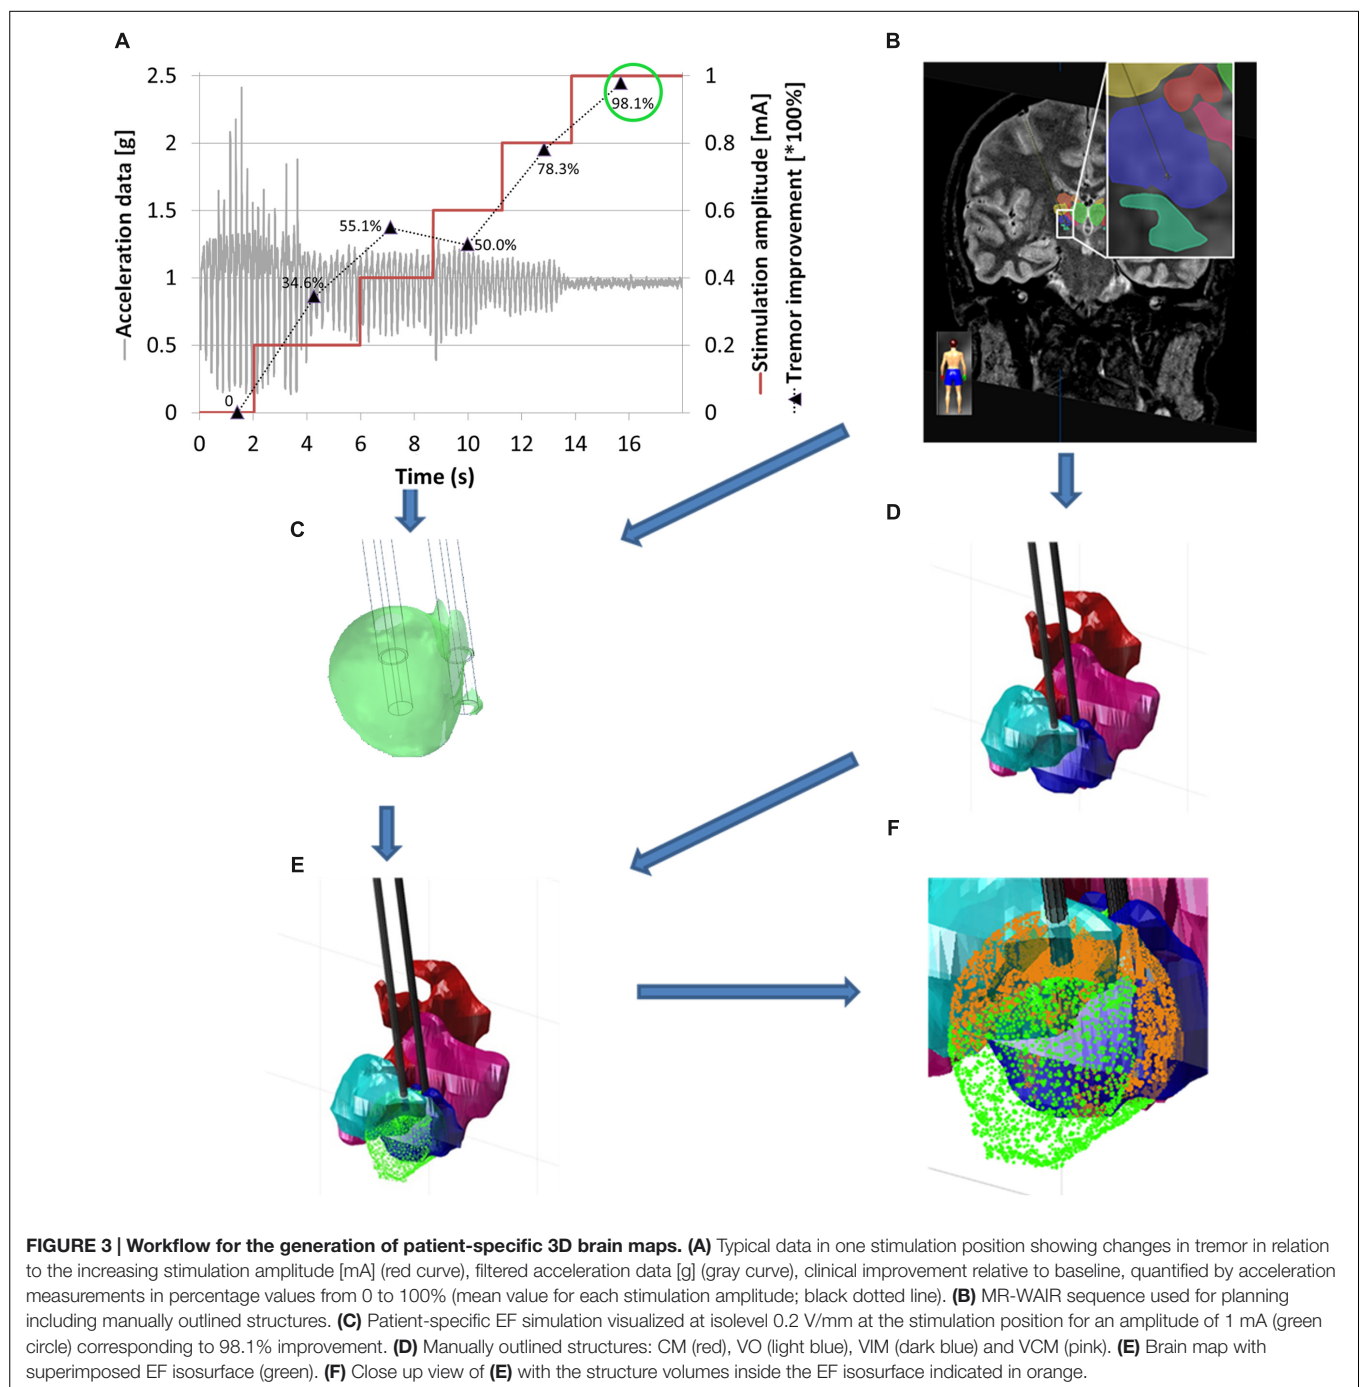 A
B
2.5
2
1.5
1
0.5
0
Acceleration data [g]
0
34.6%
55.1%
50.0%
78.3%
98.1%
1
0.8
0.6
0.4
0.2
0
Stimulation amplitude [mA]
Tremor improvement [*100%]
0 2 4 6 8 10 12 14 16
Time (s)
C
D
E
F
FIGURE 3 | Workflow for the generation of patient-specific 3D brain maps. (A) Typical data in one stimulation position showing changes in tremor in relation
to the increasing stimulation amplitude [mA] (red curve), filtered acceleration data [g] (gray curve), clinical improvement relative to baseline, quantified by acceleration
measurements in percentage values from 0 to 100% (mean value for each stimulation amplitude; black dotted line). (B) MR-WAIR sequence used for planning
including manually outlined structures. (C) Patient-specific EF simulation visualized at isolevel 0.2 V/mm at the stimulation position for an amplitude of 1 mA (green
circle) corresponding to 98.1% improvement. (D) Manually outlined structures: CM (red), VO (light blue), VIM (dark blue) and VCM (pink). (E) Brain map with
superimposed EF isosurface (green). (F) Close up view of (E) with the structure volumes inside the EF isosurface indicated in orange.